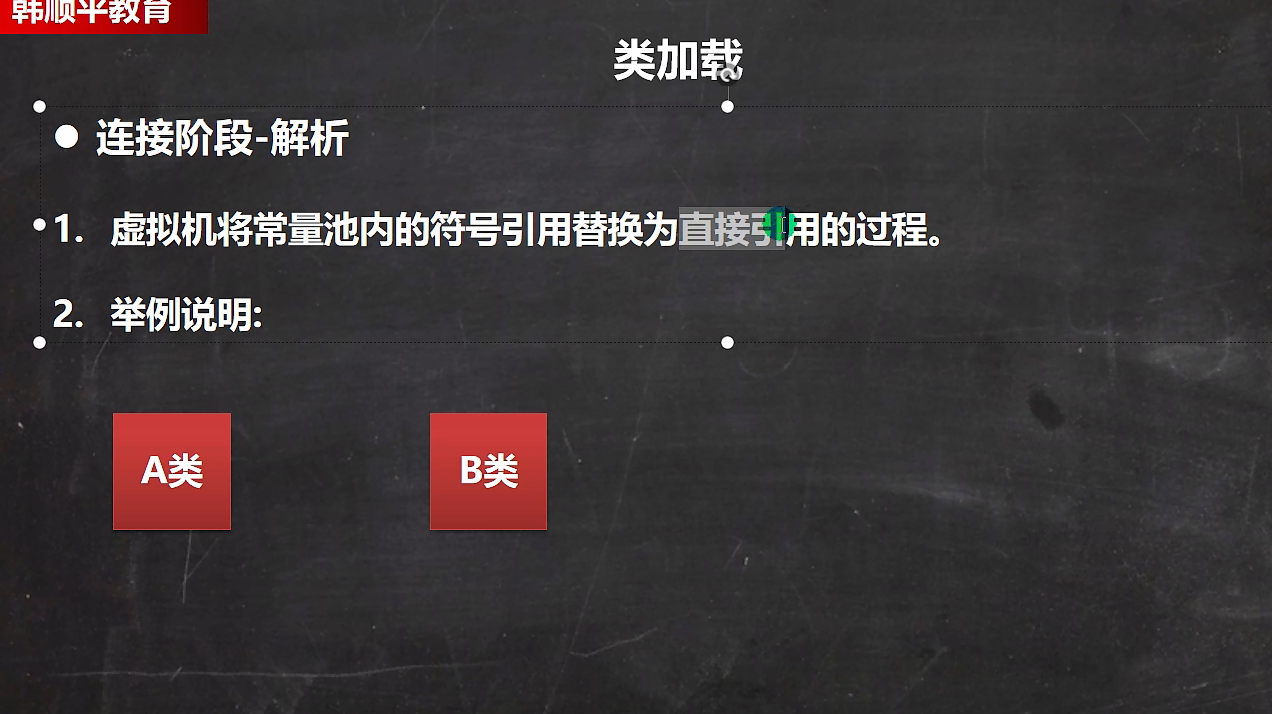 韩顺平教育
类加载
连接阶段-解析
1. 虚拟机将常量池内的符号引用替换为直接引用的过程。
2. 举例说明:
A类
B类